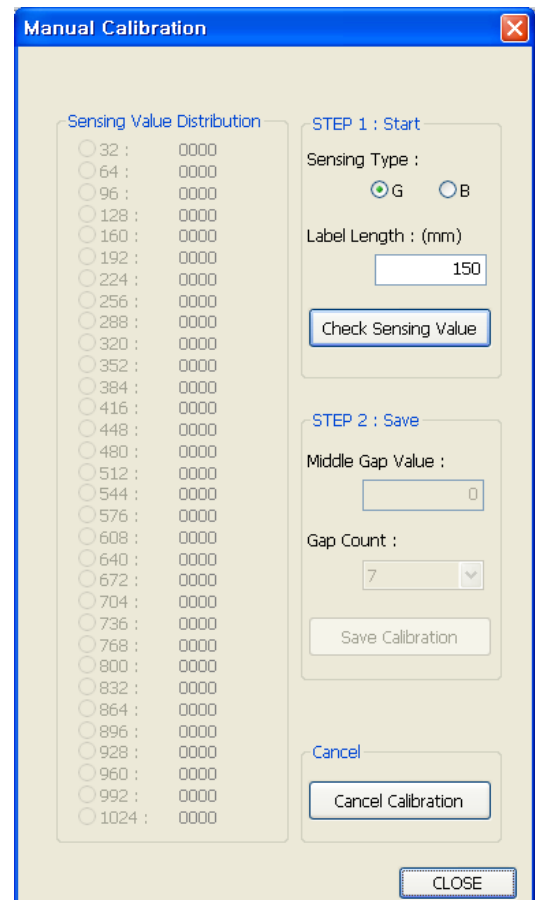 Manual Calibration
Sensing Value Distribution
32 : 0000
64 : 0000
96 : 0000
128 : 0000
160 : 0000
192 : 0000
224 : 0000
256 : 0000
288 : 0000
320 : 0000
352 : 0000
384 : 0000
416 : 0000
448 : 0000
480 : 0000
512 : 0000
544 : 0000
576 : 0000
608 : 0000
640 : 0000
672 : 0000
704 : 0000
736 : 0000
768 : 0000
800 : 0000
832 : 0000
864 : 0000
896 : 0000
928 : 0000
960 : 0000
992 : 0000
1024 : 0000
STEP 1 : Start
Sensing Type :
G B
Label Length : (mm)
150
Check Sensing Value
STEP 2 : Save
Middle Gap Value :
0
Gap Count :
7
Save Calibration
Cancel
Cancel Calibration
CLOSE